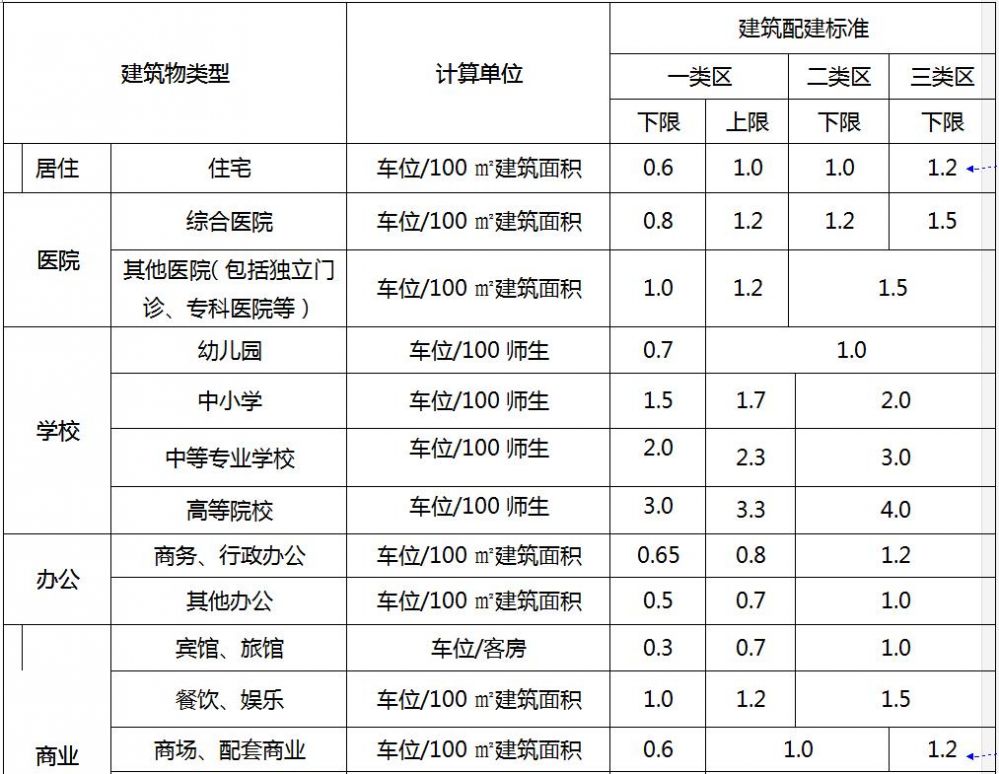 建筑物类型 计算单位 建筑配建标准
一类区 二类区 三类区
下限 上限 下限 下限
居住 住宅 车位/100 ㎡建筑面积 0.6 1.0 1.0 1.2
医院 综合医院 车位/100 ㎡建筑面积 0.8 1.2 1.2 1.5
其他医院(包括独立门
诊、专科医院等) 车位/100 ㎡建筑面积 1.0 1.2 1.5
学校 幼儿园 车位/100 师生 0.7 1.0
中小学 车位/100 师生 1.5 1.7 2.0
中等专业学校 车位/100 师生 2.0 2.3 3.0
高等院校 车位/100 师生 3.0 3.3 4.0
办公 商务、行政办公 车位/100 ㎡建筑面积 0.65 0.8 1.2
其他办公 车位/100 ㎡建筑面积 0.5 0.7 1.0
商业 宾馆、旅馆 车位/客房 0.3 0.7 1.0
餐饮、娱乐 车位/100 ㎡建筑面积 1.0 1.2 1.5
商场、配套商业 车位/100 ㎡建筑面积 0.6 1.0 1.2